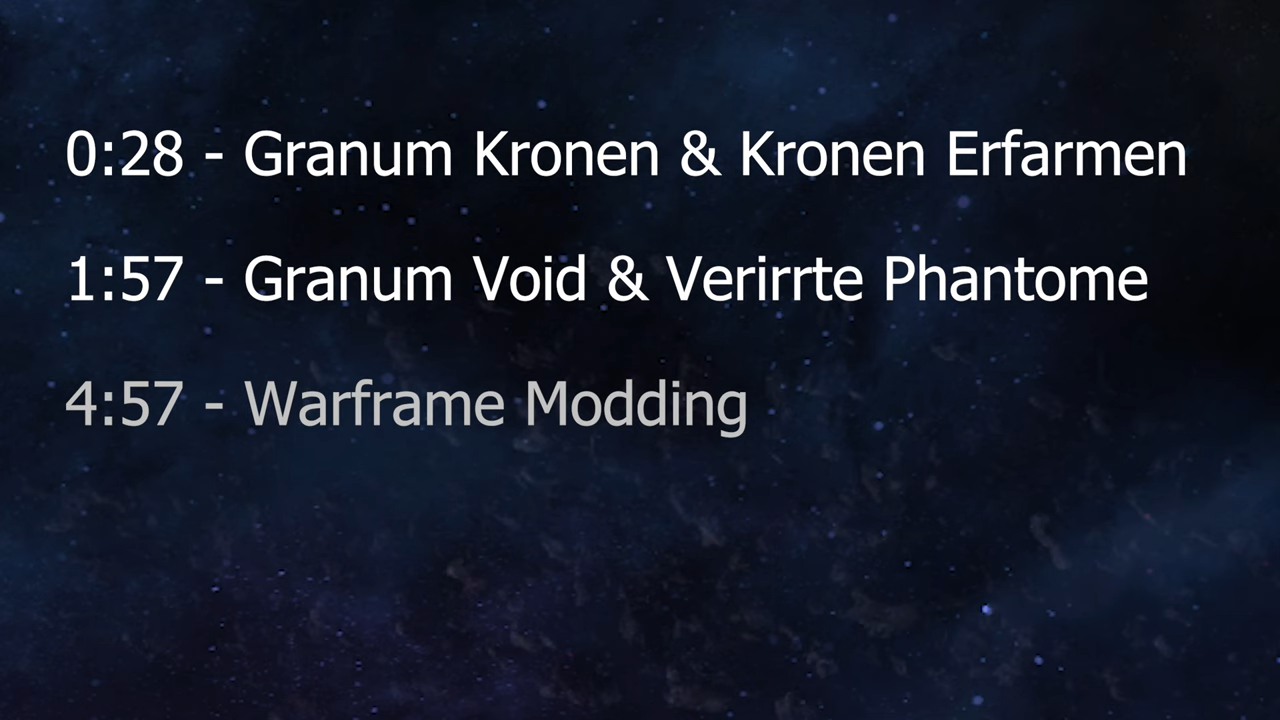 0:28 - Granum Kronen & Kronen Erfarmen
1:57 - Granum Void & Verirrte Phantome
4:57 - Warframe Modding